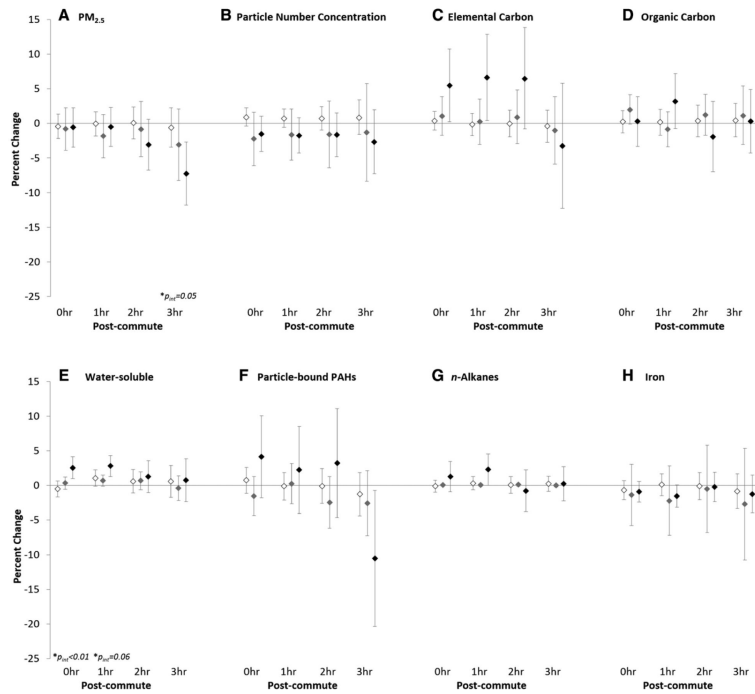 A PM2.5
B Particle Number Concentration
C Elemental Carbon
D Organic Carbon
Percent Change
15
10
5
0
-5
-10
-15
-20
-25
*pint=0.05
0hr 1hr 2hr 3hr
Post-commute
0hr 1hr 2hr 3hr
Post-commute
0hr 1hr 2hr 3hr
Post-commute
0hr 1hr 2hr 3hr
Post-commute
E Water-soluble
F Particle-bound PAHs
G n-Alkanes
H Iron
Percent Change
15
10
5
0
-5
-10
-15
-20
-25
*pint<0.01 *pint=0.06
0hr 1hr 2hr 3hr
Post-commute
0hr 1hr 2hr 3hr
Post-commute
0hr 1hr 2hr 3hr
Post-commute
0hr 1hr 2hr 3hr
Post-commute